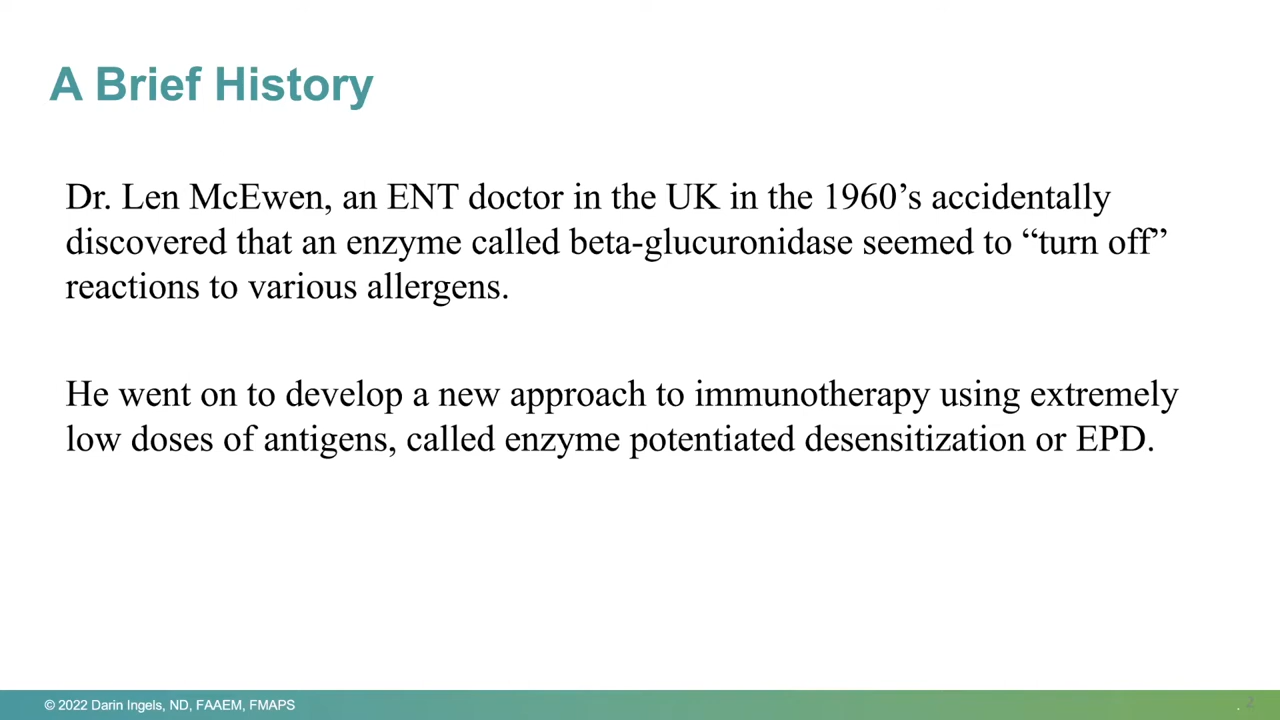 A Brief History
Dr. Len McEwen, an ENT doctor in the UK in the 1960’s accidentally
discovered that an enzyme called beta-glucuronidase seemed to “turn off”
reactions to various allergens.
He went on to develop a new approach to immunotherapy using extremely
low doses of antigens, called enzyme potentiated desensitization or EPD.
© 2022 Darin Ingels, ND, FAAEM, FMAPS
. 2